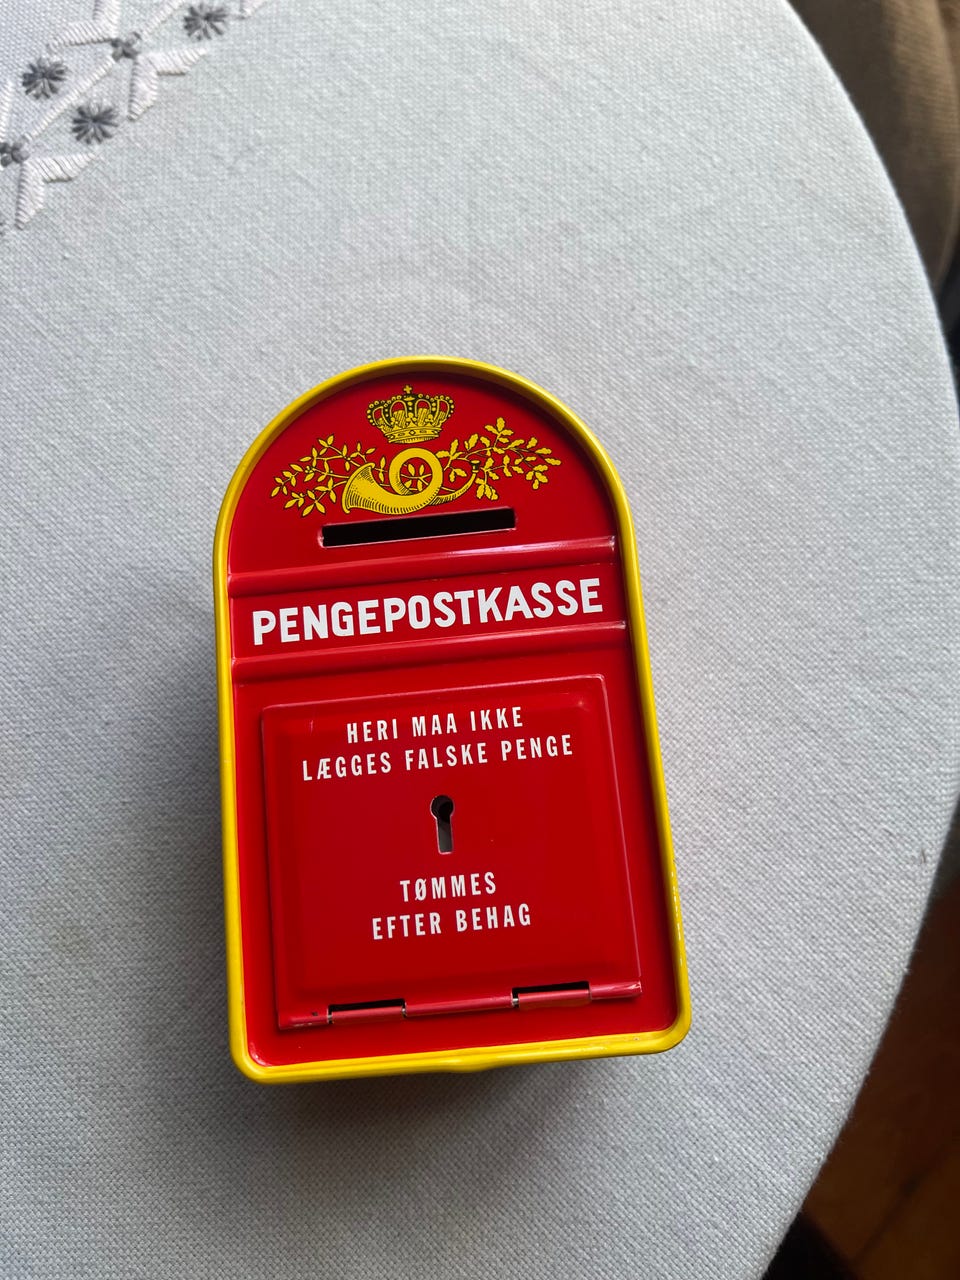 PENGEPOSTKASSE
HERI MAA IKKE
LÆGGES FALSKE PENGE
TØMMES
EFTER BEHAG